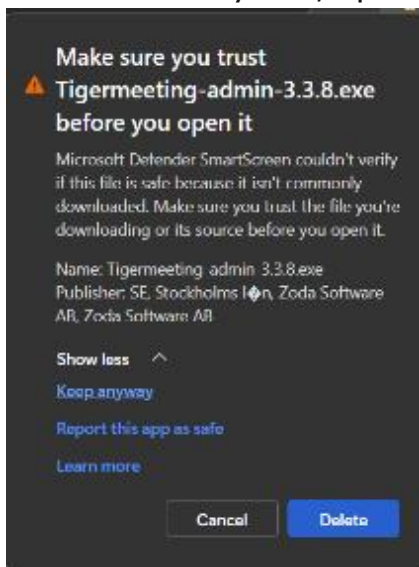 Make sure you trust
Tigermeeting-admin-3.3.8.exe
before you open it
Microsoft Defender SmartScreen couldn't verify
if this file is safe because it isn't commonly
downloaded. Make sure you trust the file you're
downloading or its source before you open it.
Name: Tigermeeting-admin-3.3.8.exe
Publisher: SE, Stockholms l�n, Zoda Software
AB, Zoda Software AB
Show less
Keep anyway
Report this app as safe
Learn more
Cancel
Delete